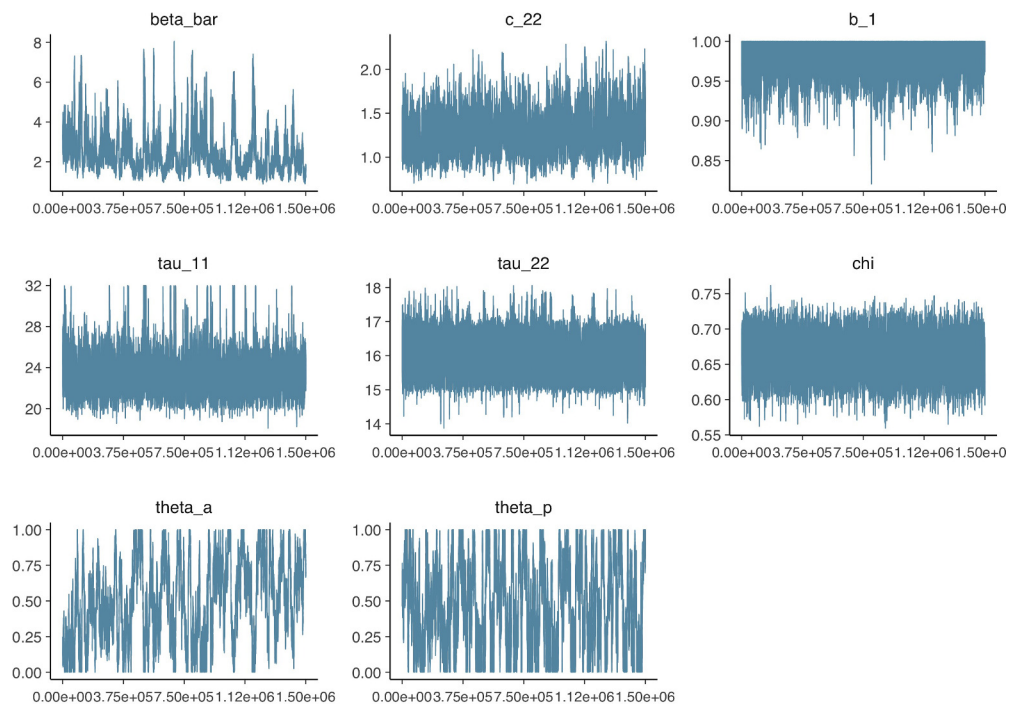 beta_bar c_22 b_1
8 2.0 1.00
6 0.95
4 1.5 0.90
2 1.0 0.85
0.00e+003.75e+057.50e+051.12e+061.50e+06 0.00e+003.75e+057.50e+051.12e+061.50e+06 0.00e+003.75e+057.50e+051.12e+061.50e+0
tau_11 tau_22 chi
32 18 0.75
28 17 0.70
24 16 0.65
20 15 0.60
14 0.55
0.00e+003.75e+057.50e+051.12e+061.50e+06 0.00e+003.75e+057.50e+051.12e+061.50e+06 0.00e+003.75e+057.50e+051.12e+061.50e+0
theta_a theta_p
1.00 1.00
0.75 0.75
0.50 0.50
0.25 0.25
0.00 0.00
0.00e+003.75e+057.50e+051.12e+061.50e+06 0.00e+003.75e+057.50e+051.12e+061.50e+06